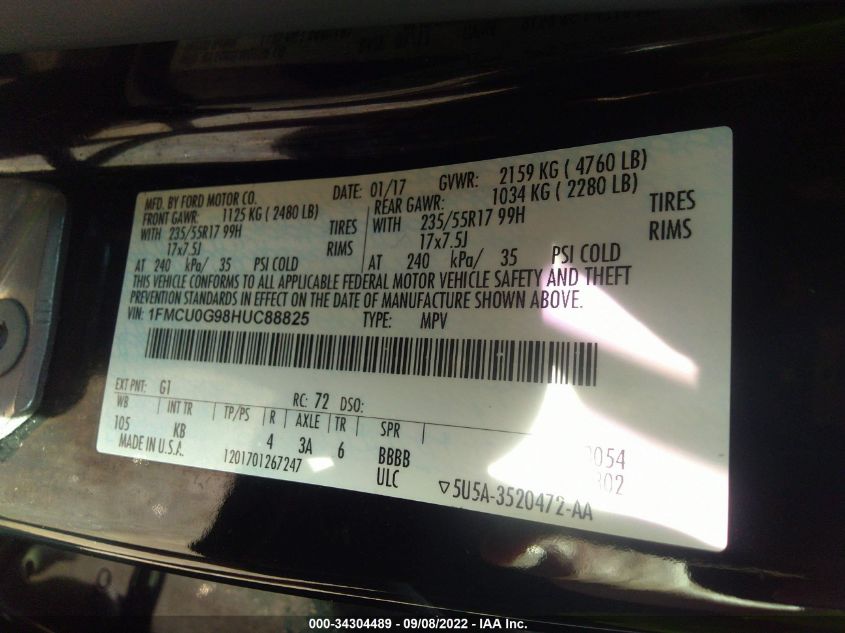 MFD. BY FORD MOTOR CO. DATE: 01/17 GVWR: 2159 KG ( 4760 LB)
FRONT GAWR: 1125 KG ( 2480 LB) REAR GAWR: 1034 KG ( 2280 LB)
WITH 235/55R17 99H TIRES WITH 235/55R17 99H TIRES
17x7.5J RIMS 17x7.5J RIMS
AT 240 kPa/ 35 PSI COLD AT 240 kPa/ 35 PSI COLD
THIS VEHICLE CONFORMS TO ALL APPLICABLE FEDERAL MOTOR VEHICLE SAFETY AND THEFT
PREVENTION STANDARDS IN EFFECT ON THE DATE OF MANUFACTURE SHOWN ABOVE.
VIN: 1FMCU0G98HUC88825 TYPE: MPV
EXT PNT: G1 RC: 72 DSO:
WB INT TR TP/PS R AXLE TR SPR
105 KB 4 3A 6 BBBB 054
MADE IN U.S.A. 1201701267247 ULC 302
▽5U5A-3520472-AA
000-34304489 - 09/08/2022 - IAA Inc.